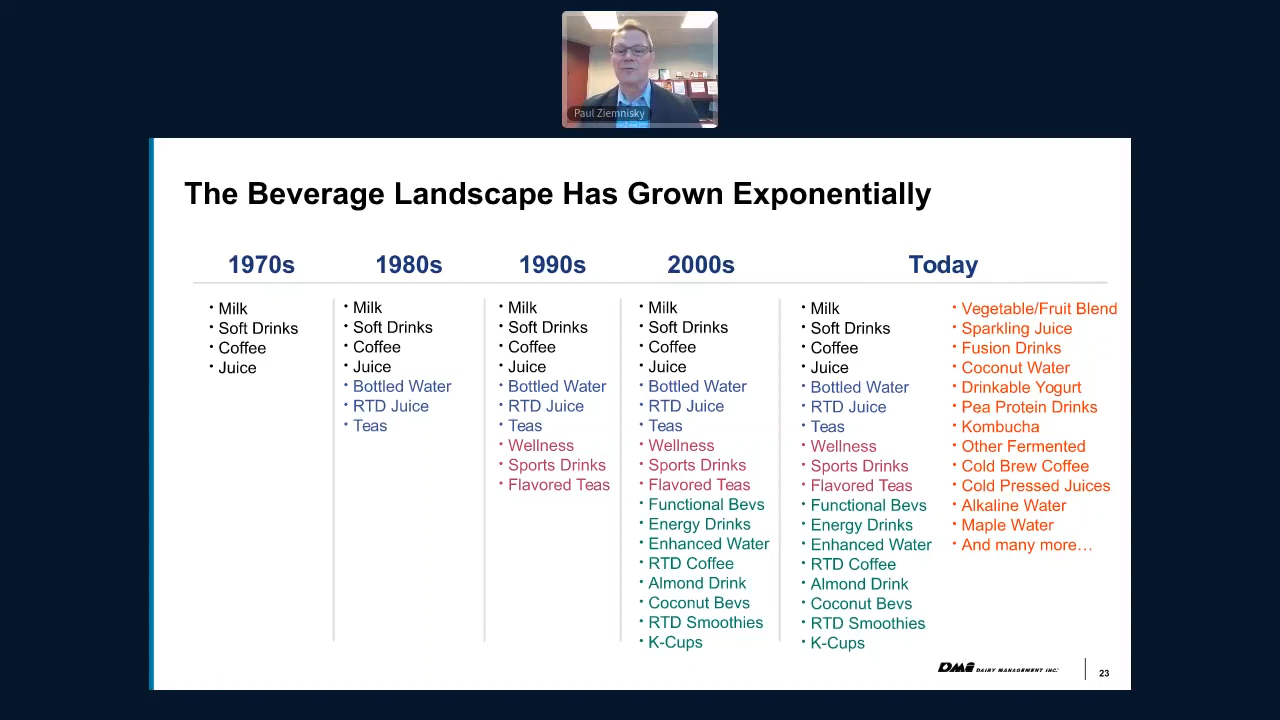 Paul Ziemnisky
The Beverage Landscape Has Grown Exponentially
1970s
• Milk
• Soft Drinks
• Coffee
• Juice
1980s
• Milk
• Soft Drinks
• Coffee
• Juice
• Bottled Water
• RTD Juice
• Teas
1990s
• Milk
• Soft Drinks
• Coffee
• Juice
• Bottled Water
• RTD Juice
• Teas
• Wellness
• Sports Drinks
• Flavored Teas
2000s
• Milk
• Soft Drinks
• Coffee
• Juice
• Bottled Water
• RTD Juice
• Teas
• Wellness
• Sports Drinks
• Flavored Teas
• Functional Bevs
• Energy Drinks
• Enhanced Water
• RTD Coffee
• Almond Drink
• Coconut Bevs
• RTD Smoothies
• K-Cups
Today
• Milk
• Soft Drinks
• Coffee
• Juice
• Bottled Water
• RTD Juice
• Teas
• Wellness
• Sports Drinks
• Flavored Teas
• Functional Bevs
• Energy Drinks
• Enhanced Water
• RTD Coffee
• Almond Drink
• Coconut Bevs
• RTD Smoothies
• K-Cups
• Vegetable/Fruit Blend
• Sparkling Juice
• Fusion Drinks
• Coconut Water
• Drinkable Yogurt
• Pea Protein Drinks
• Kombucha
• Other Fermented
• Cold Brew Coffee
• Cold Pressed Juices
• Alkaline Water
• Maple Water
• And many more…
DMI DAIRY MANAGEMENT INC.
23